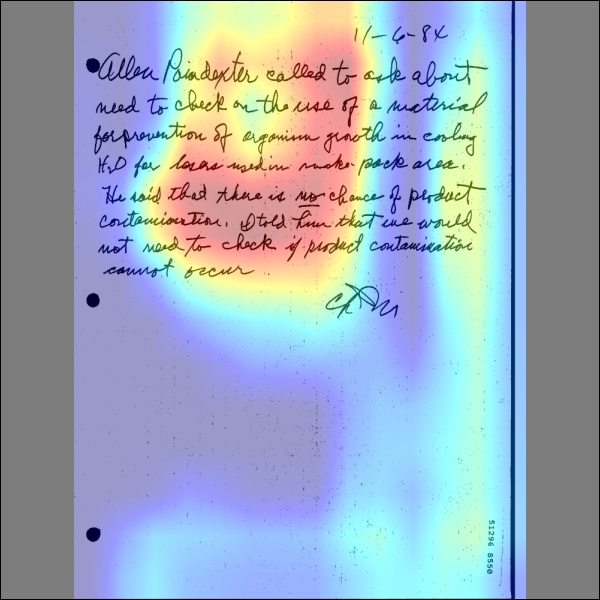 11-6-84
Allen Poindexter called to ask about
need to check on the use of a material
for prevention of organism growth in cooling
H2O for lasers used in make-pack area.
He said that there is no chance of product
contamination. I told him that we would
not need to check if product contamination
cannot occur
51296 8550